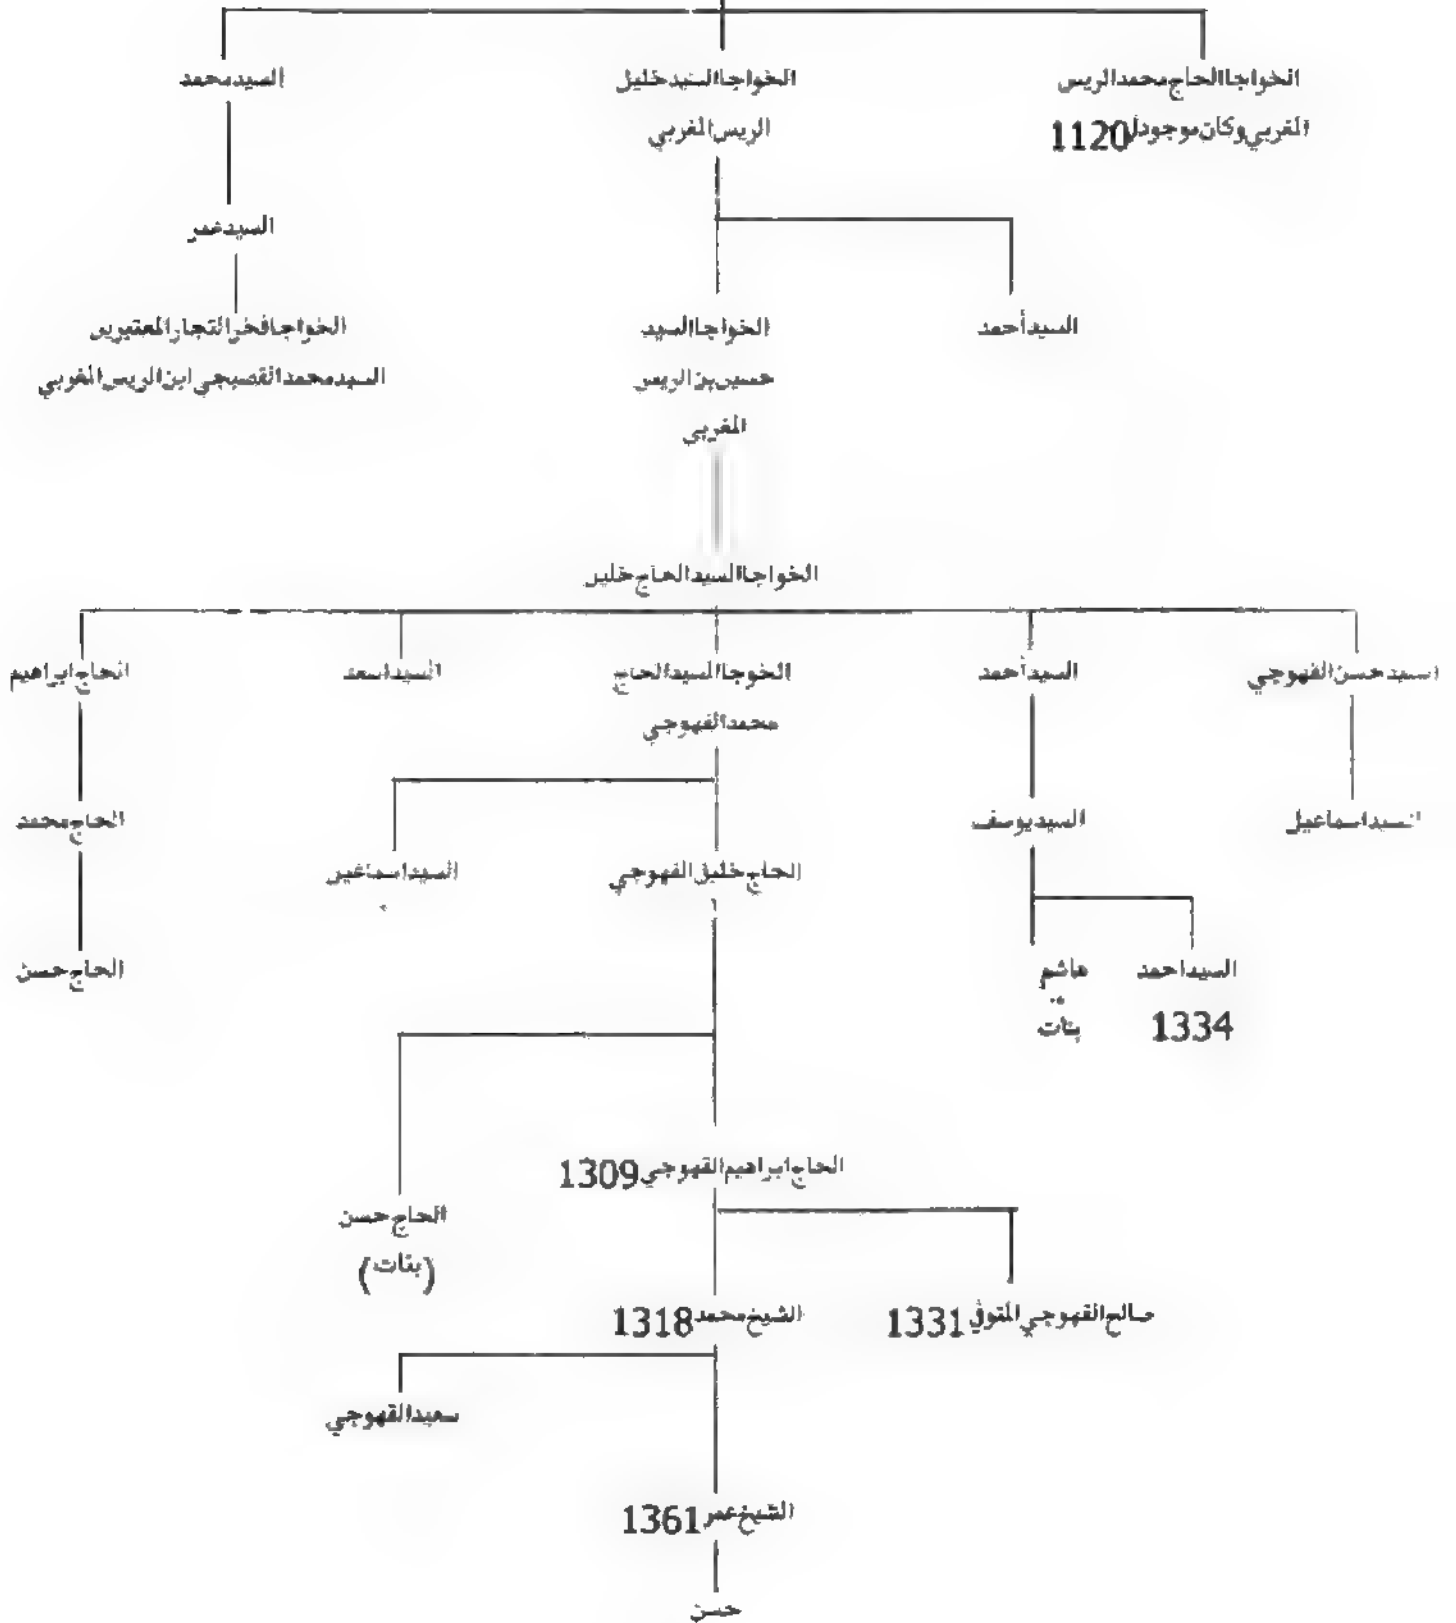 الخواجا الحاج محمد الريس
المغربي وكان موجودا 1120
الخواجا السيد خليل
الريس المغربي
السيد محمد
السيد عمر
السيد أحمد
الخواجا السيد
حسين بن الريس
المغربي
الخواجا فخر التجار المعتبرين
السيد محمد القصبجي ابن الريس المغربي
الخواجا السيد الحاج خليل
السيد حسن القهوجي
السيد أحمد
الخوجا السيد الحاج
محمد القهوجي
السيد اسعد
الحاج ابراهيم
السيد اسماعيل
السيد يوسف
الحاج محمد
الحاج خليل القهوجي
السيد اسماعيل
السيد احمد
1334
هاشم
بنات
الحاج حسن
الحاج ابراهيم القهوجي 1309
الحاج حسن
(بنات)
صالح القهوجي المتوفي 1331
الشيخ محمد 1318
سعيد القهوجي
الشيخ عمر 1361
حسن